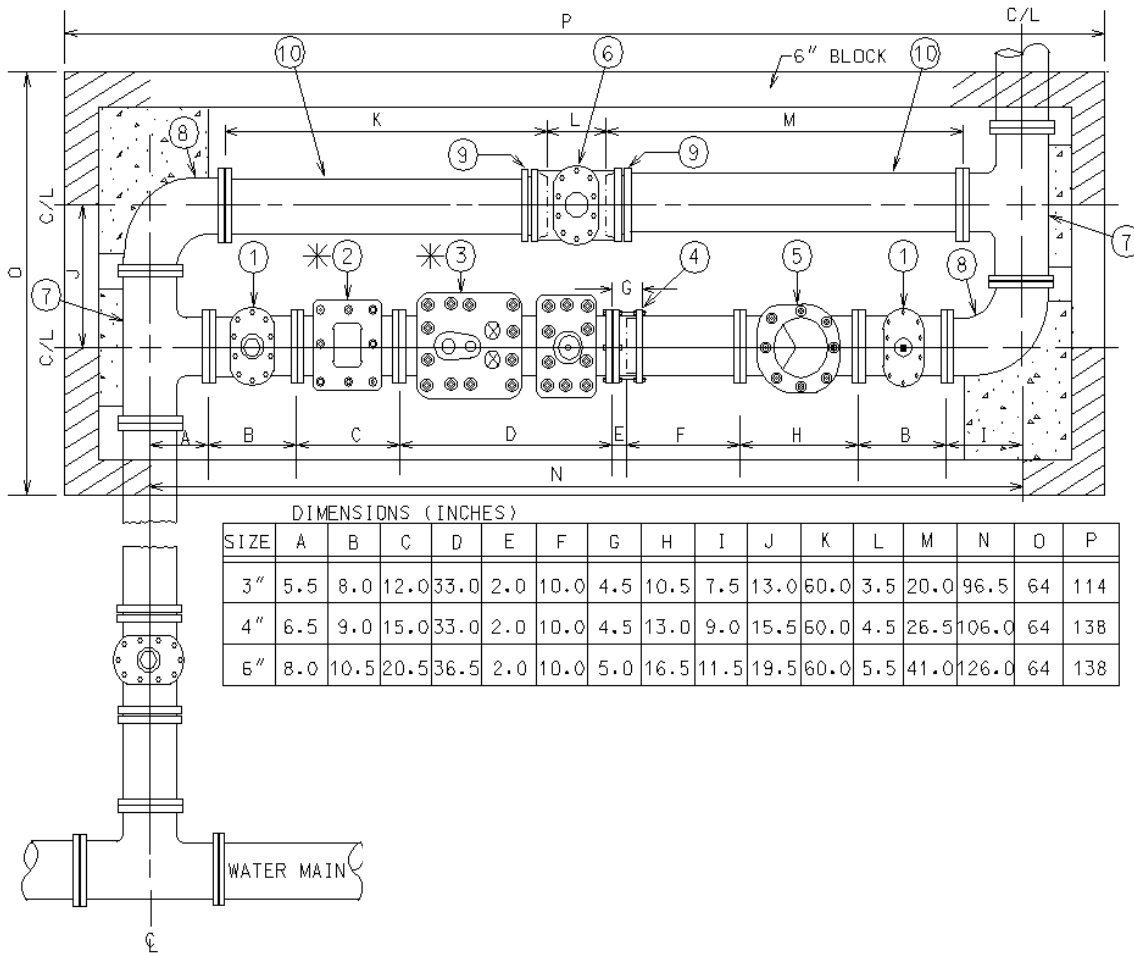 P
C/L
10
6
6" BLOCK
10
K
L
M
8
9
9
C/L
O
J
7
1
2
3
G
4
5
1
8
7
C/L
A
B
C
D
E
F
H
B
I
N
DIMENSIONS (INCHES)
SIZE A B C D E F G H I J K L M N O P
3" 5.5 8.0 12.0 33.0 2.0 10.0 4.5 10.5 7.5 13.0 60.0 3.5 20.0 96.5 64 114
4" 6.5 9.0 15.0 33.0 2.0 10.0 4.5 13.0 9.0 15.5 60.0 4.5 26.5 106.0 64 138
6" 8.0 10.5 20.5 36.5 2.0 10.0 5.0 16.5 11.5 19.5 60.0 5.5 41.0 126.0 64 138
WATER MAIN
℄